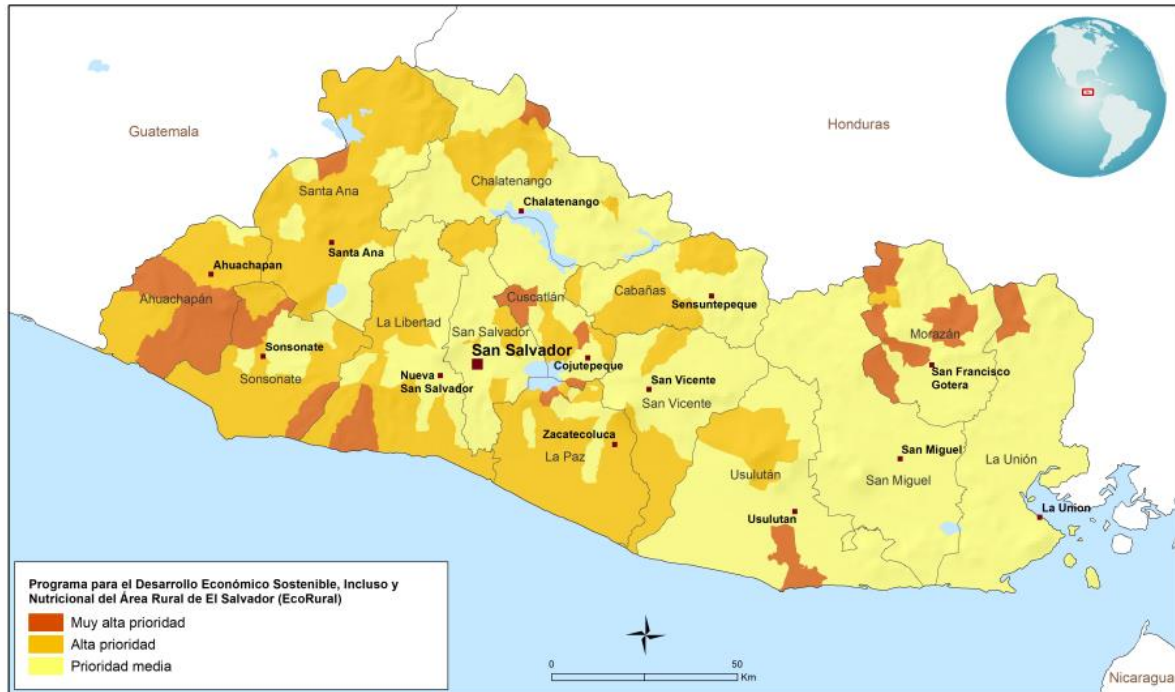 Guatemala
Honduras
Santa Ana
Chalatenango
Chalatenango
Santa Ana
Ahuachapan
Ahuachapán
Cuscatlán
Cabañas
Sensuntepeque
La Libertad
San Salvador
Morazán
Sonsonate
San Salvador
Cojutepeque
San Francisco
Gotera
Sonsonate
Nueva
San Salvador
San Vicente
San Vicente
Zacatecoluca
La Paz
San Miguel
La Unión
Usulután
San Miguel
Usulutan
La Union
Programa para el Desarrollo Económico Sostenible, Incluso y
Nutricional del Área Rural de El Salvador (EcoRural)
Muy alta prioridad
Alta prioridad
Prioridad media
0 50
Km
Nicaragua